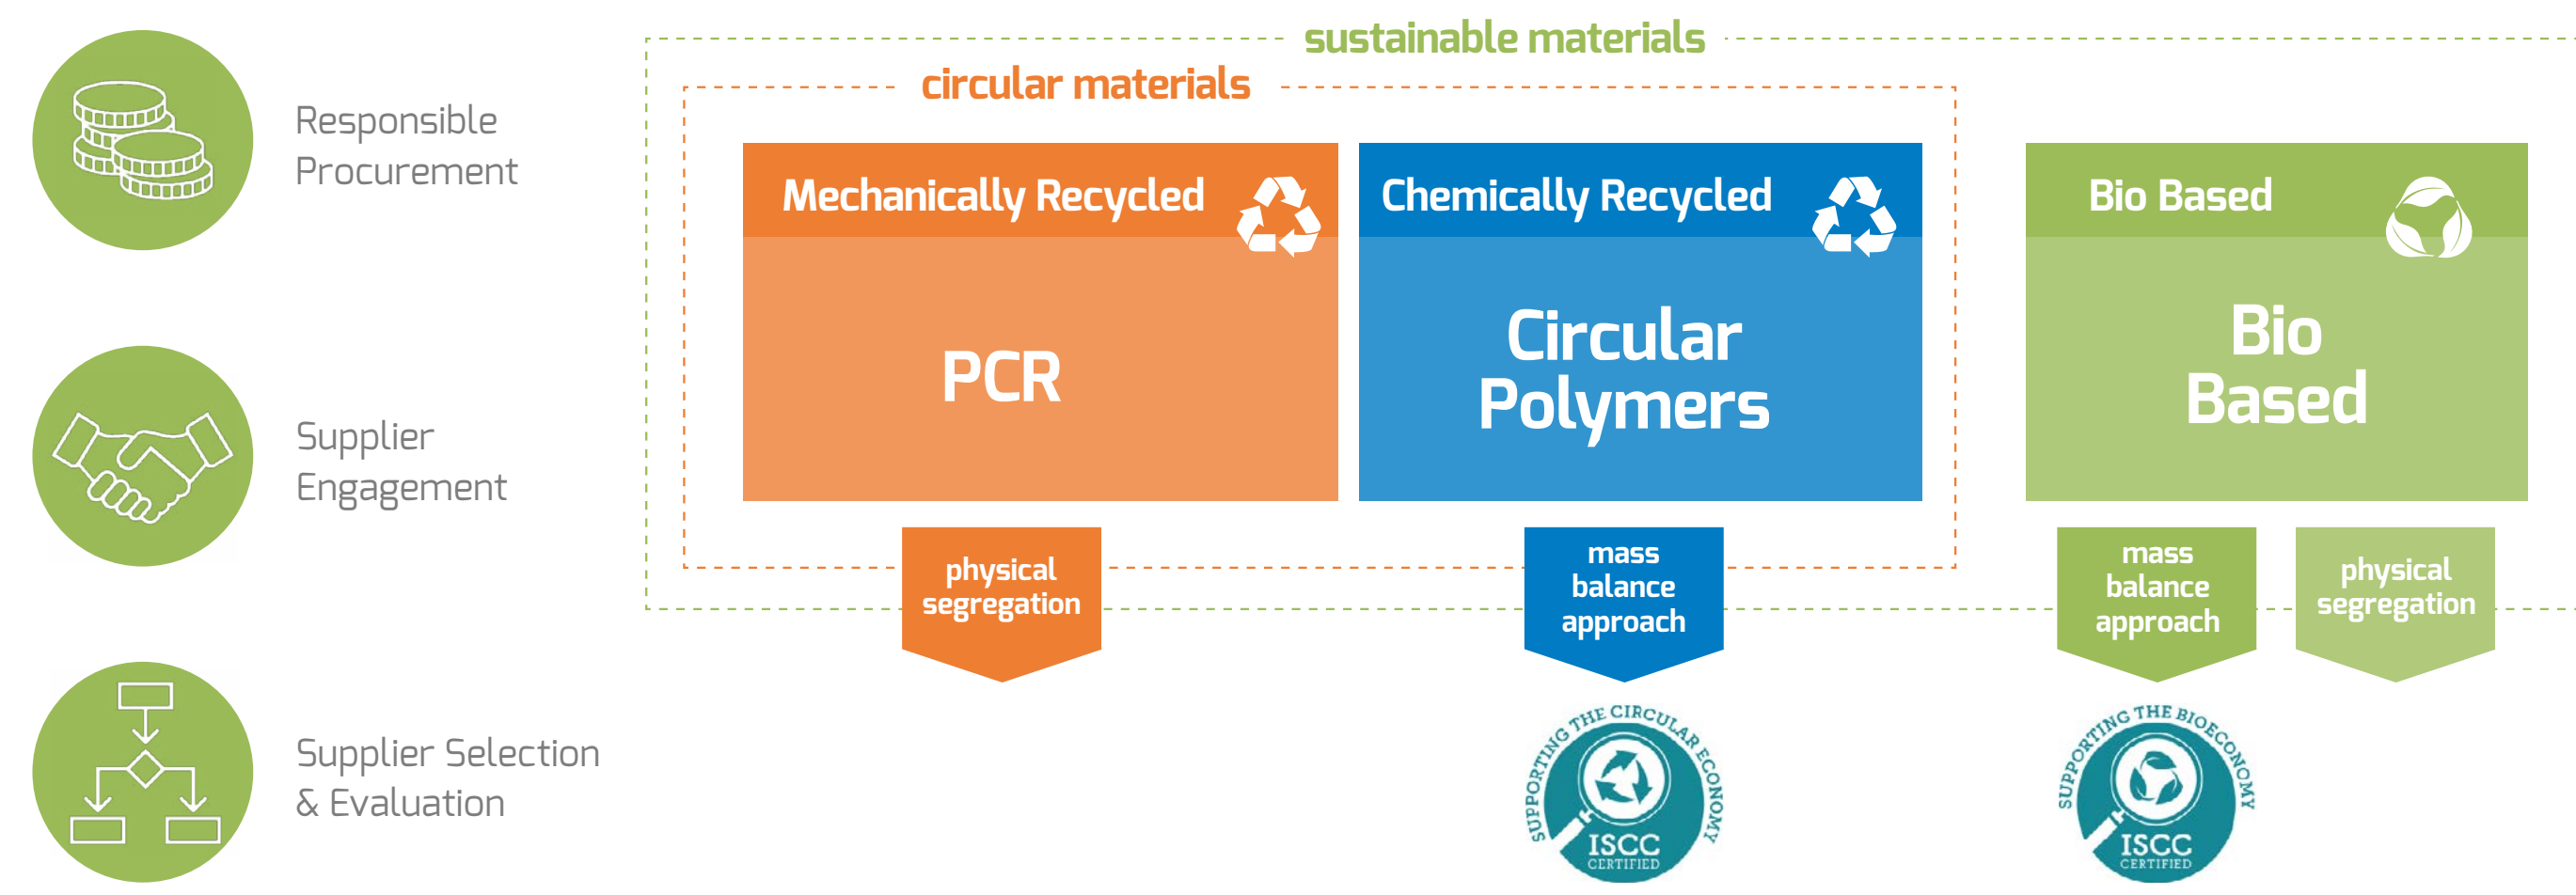 Responsible
Procurement
Supplier
Engagement
Supplier Selection
& Evaluation
sustainable materials
circular materials
Mechanically Recycled
PCR
physical
segregation
Chemically Recycled
Circular
Polymers
mass
balance
approach
SUPPORTING THE CIRCULAR ECONOMY
ISCC
CERTIFIED
Bio Based
Bio
Based
mass
balance
approach
physical
segregation
SUPPORTING THE BIOECONOMY
ISCC
CERTIFIED